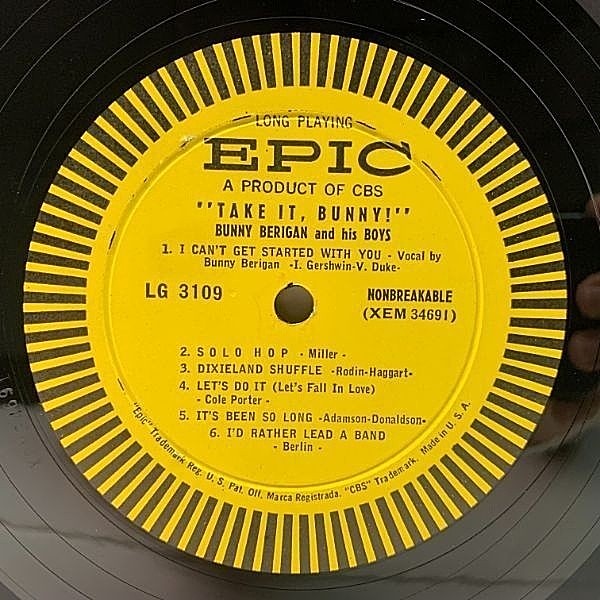 LONG PLAYING
EPIC
A PRODUCT OF CBS
"TAKE IT, BUNNY!"
BUNNY BERIGAN and his BOYS
1. I CAN'T GET STARTED WITH YOU - Vocal by
Bunny Berigan -I. Gershwin-V. Duke-
LG 3109
NONBREAKABLE
(XEM 34691)
2. SOLO HOP - Miller -
3. DIXIELAND SHUFFLE -Rodin-Haggart-
4. LET'S DO IT (Let's Fall In Love)
- Cole Porter -
5. IT'S BEEN SO LONG -Adamson-Donaldson-
6. I'D RATHER LEAD A BAND
- Berlin -
"Epic" Trademark Reg. U. S. Pat. Off. Marca Registrada. "CBS" Trademark. Made in U. S. A.